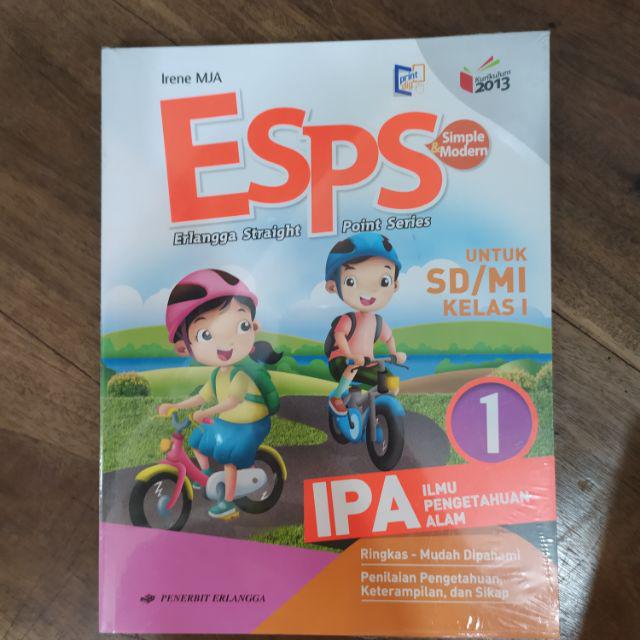 Irene MJA
print
Kurikulum
2013
ESPS
Simple
& Modern
Erlangga Straight Point Series
UNTUK
SD/MI
KELAS I
1
IPA
ILMU
PENGETAHUAN
ALAM
Ringkas - Mudah Dipahami
Penilaian Pengetahuan,
Keterampilan, dan Sikap
PENERBIT ERLANGGA